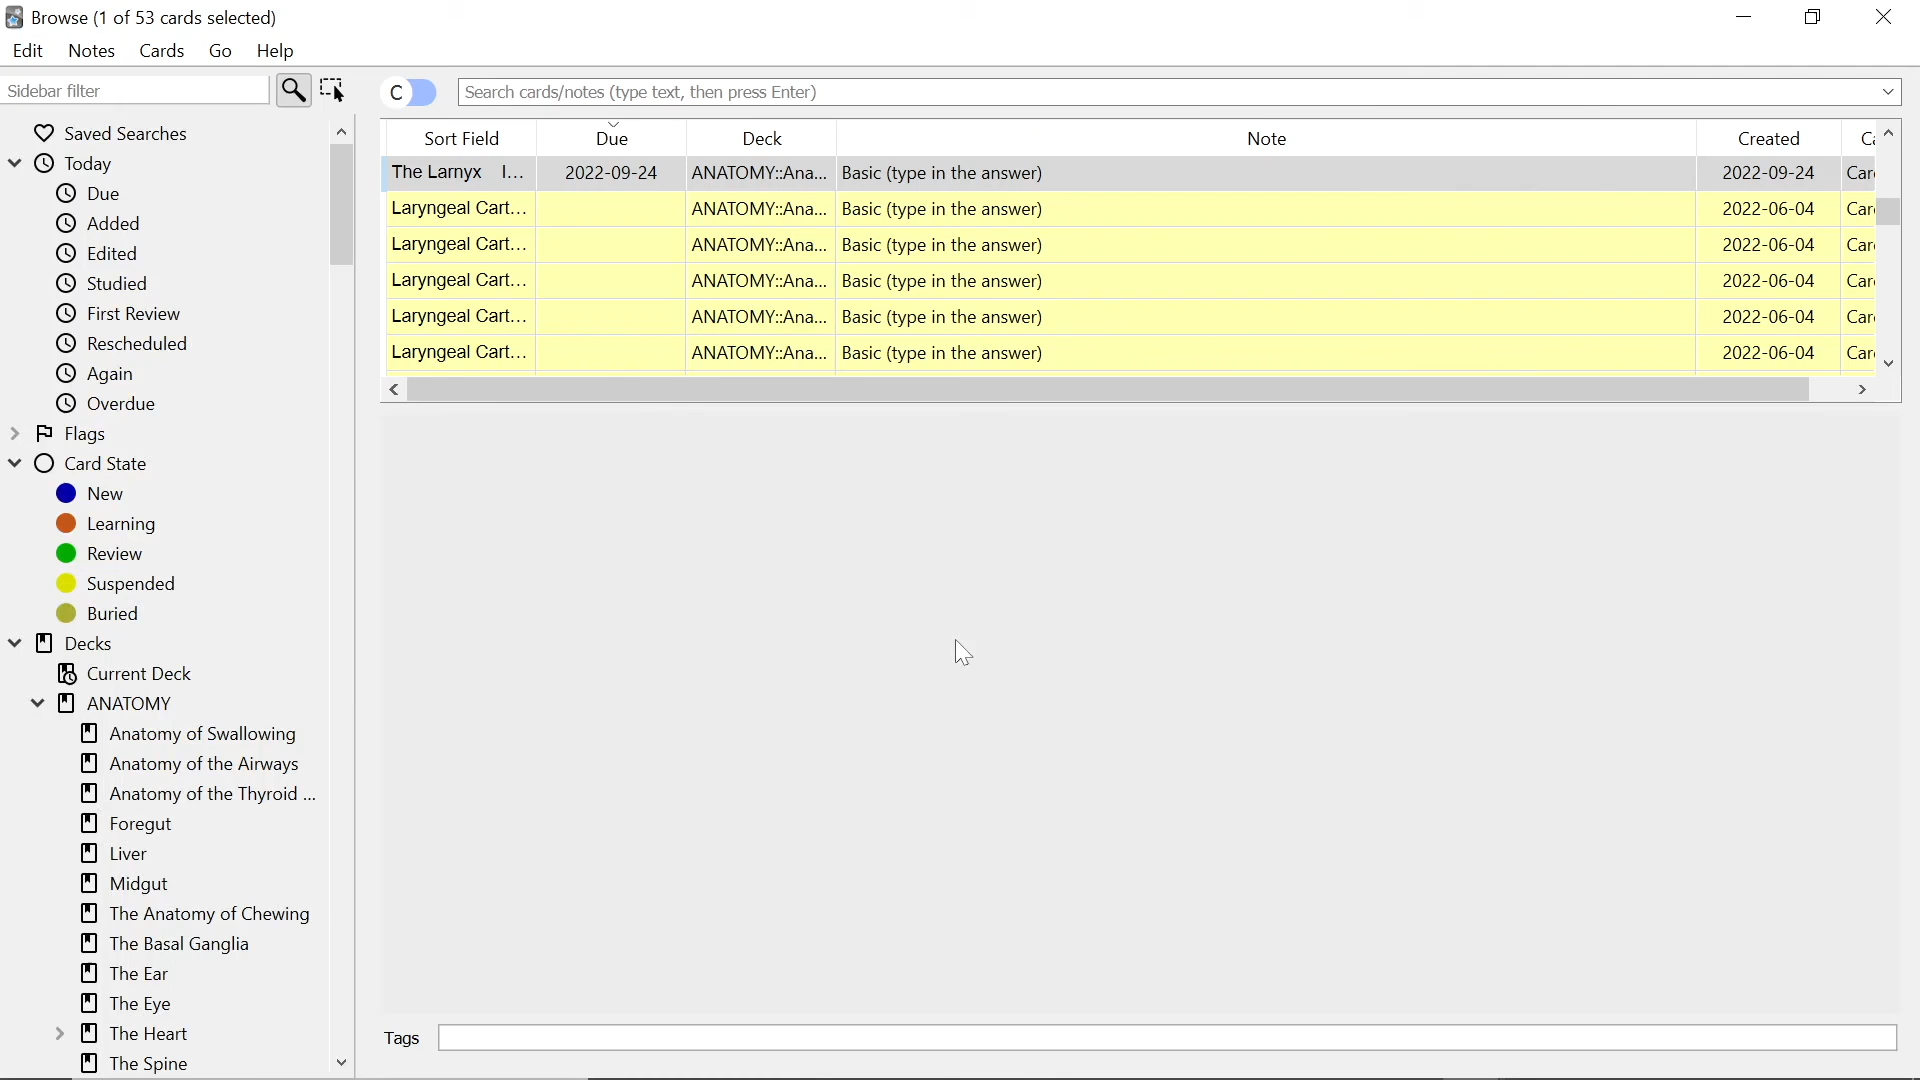 Browse (1 of 53 cards selected)
Edit Notes Cards Go Help
Sidebar filter
C Search cards/notes (type text, then press Enter)
Saved Searches
Today
Due
Added
Edited
Studied
First Review
Rescheduled
Again
Overdue
Flags
Card State
New
Learning
Review
Suspended
Buried
Decks
Current Deck
ANATOMY
Anatomy of Swallowing
Anatomy of the Airways
Anatomy of the Thyroid ...
Foregut
Liver
Midgut
The Anatomy of Chewing
The Basal Ganglia
The Ear
The Eye
The Heart
The Spine
Sort Field Due Deck Note Created
The Larnyx I... 2022-09-24 ANATOMY::Ana... Basic (type in the answer) 2022-09-24
Laryngeal Cart... ANATOMY::Ana... Basic (type in the answer) 2022-06-04
Laryngeal Cart... ANATOMY::Ana... Basic (type in the answer) 2022-06-04
Laryngeal Cart... ANATOMY::Ana... Basic (type in the answer) 2022-06-04
Laryngeal Cart... ANATOMY::Ana... Basic (type in the answer) 2022-06-04
Laryngeal Cart... ANATOMY::Ana... Basic (type in the answer) 2022-06-04
Tags